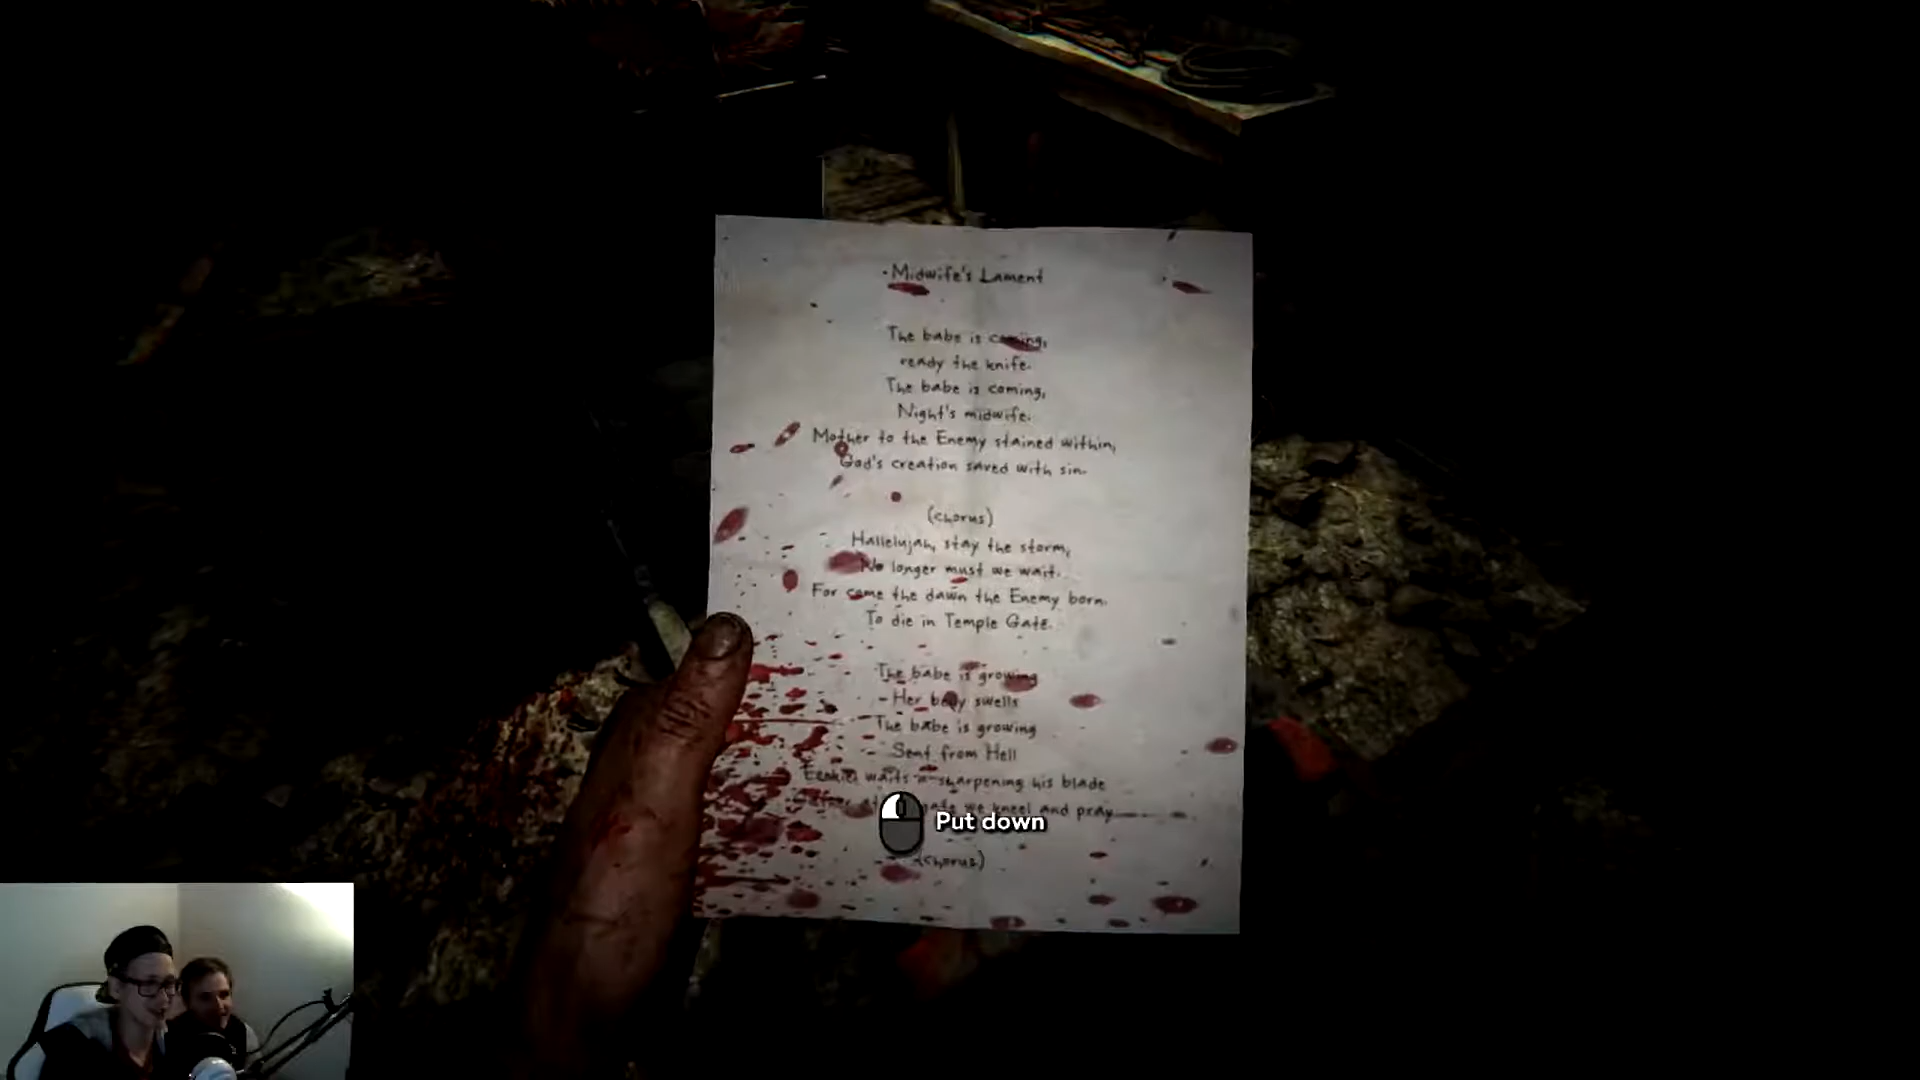 Midwife's Lament
The babe is coming,
ready the knife.
The babe is coming,
Night's midwife.
Mother to the Enemy stained within,
God's creation saved with sin.
(chorus)
Hallelujah, stay the storm,
No longer must we wait.
For come the dawn the Enemy born.
To die in Temple Gate.
The babe is growing
- Her belly swells
The babe is growing
- Sent from Hell
Ezekiel waits a-sharpening his blade
gate we kneel and pray
Put down
(chorus)